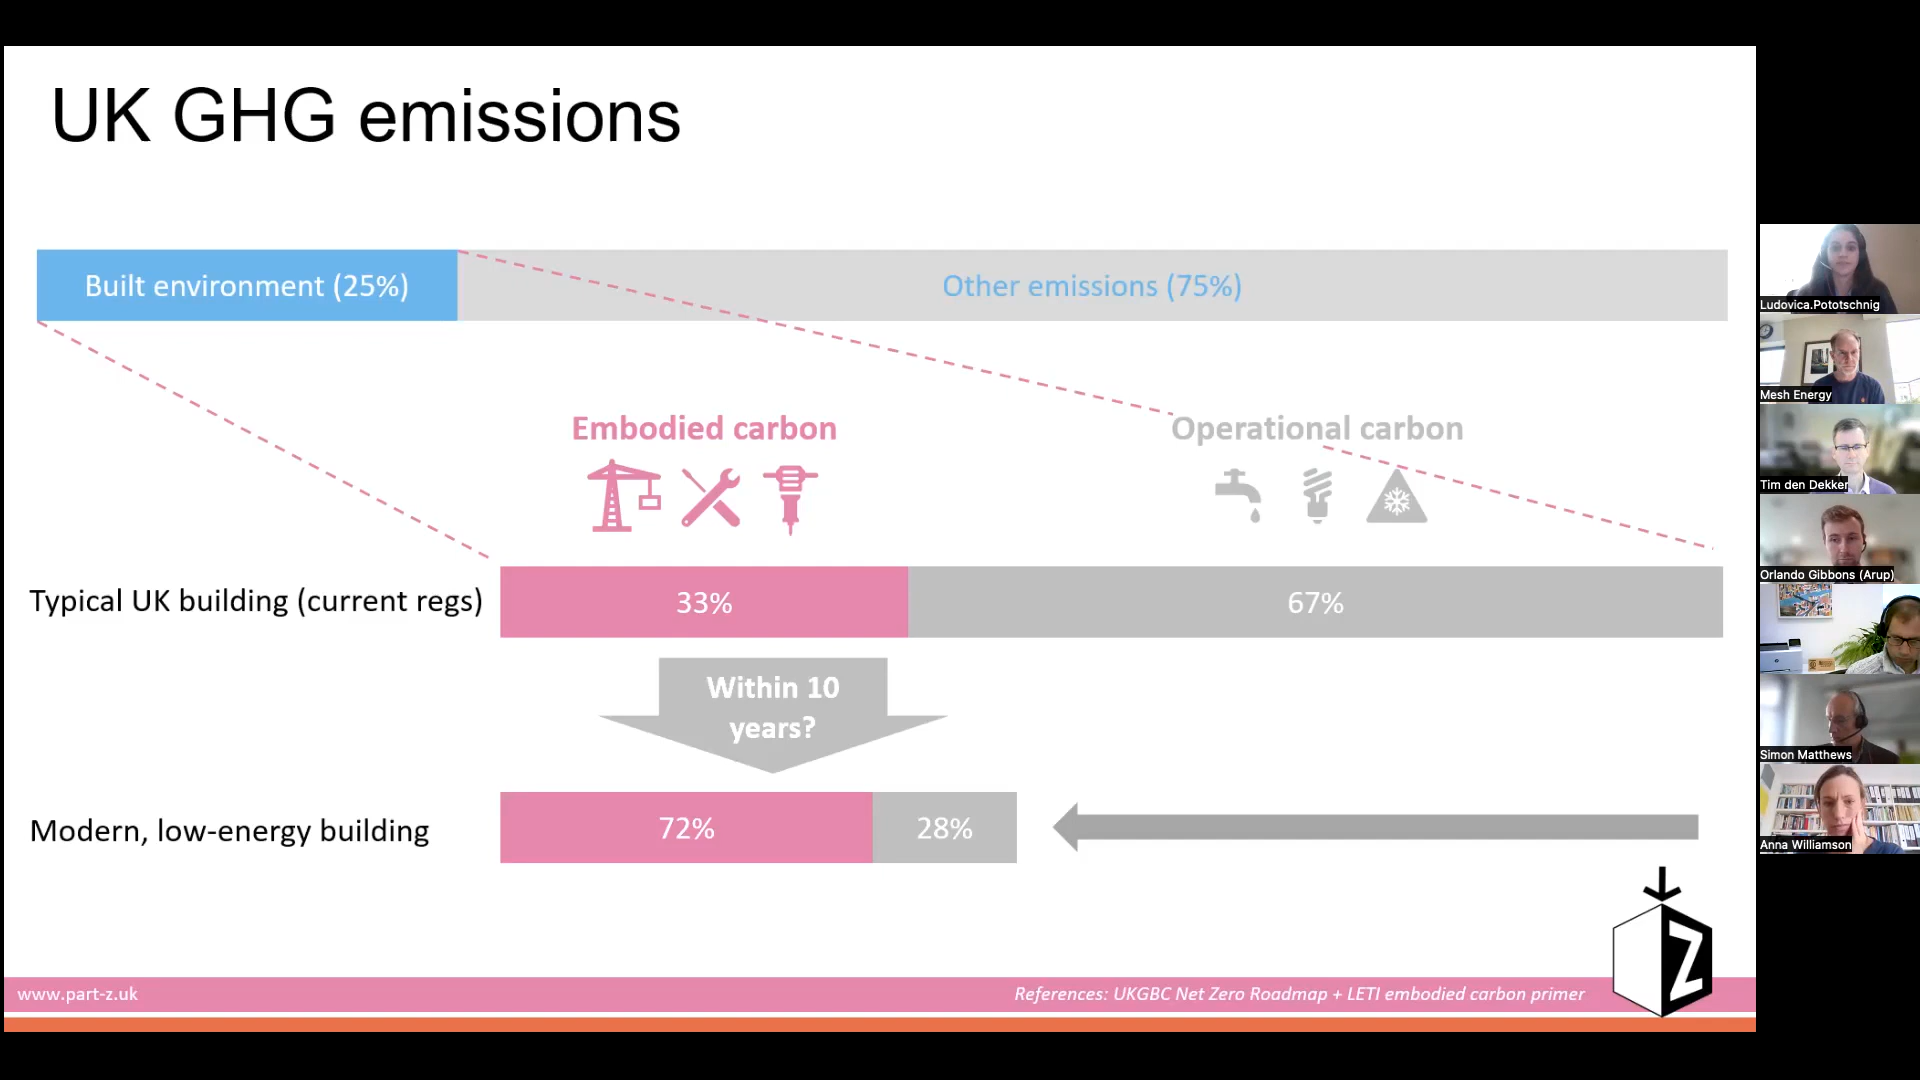 UK GHG emissions
Built environment (25%)
Other emissions (75%)
Embodied carbon
Operational carbon
Typical UK building (current regs)
33%
67%
Within 10
years?
Modern, low-energy building
72%
28%
www.part-z.uk
References: UKGBC Net Zero Roadmap + LETI embodied carbon primer
Z
Ludovica.Pototschnig
Mesh Energy
Tim den Dekker
Orlando Gibbons (Arup)
Simon Matthews
Anna Williamson